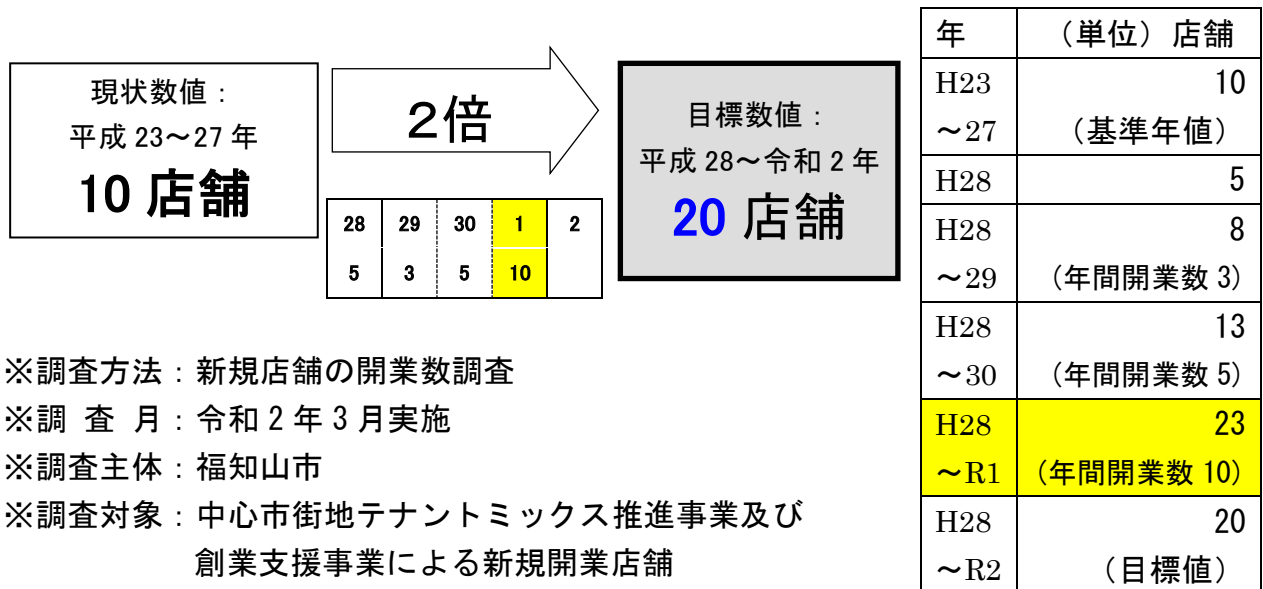 現状数値：
平成 23～27 年
10 店舗
２倍
28 29 30 1 2
5 3 5 10
目標数値：
平成 28～令和 2 年
20 店舗
※調査方法：新規店舗の開業数調査
※調 査 月：令和 2 年 3 月実施
※調査主体：福知山市
※調査対象：中心市街地テナントミックス推進事業及び
創業支援事業による新規開業店舗
年 （単位）店舗
H23 10
～27 （基準年値）
H28 5
H28 8
～29 （年間開業数 3）
H28 13
～30 （年間開業数 5）
H28 23
～R1 （年間開業数 10）
H28 20
～R2 （目標値）